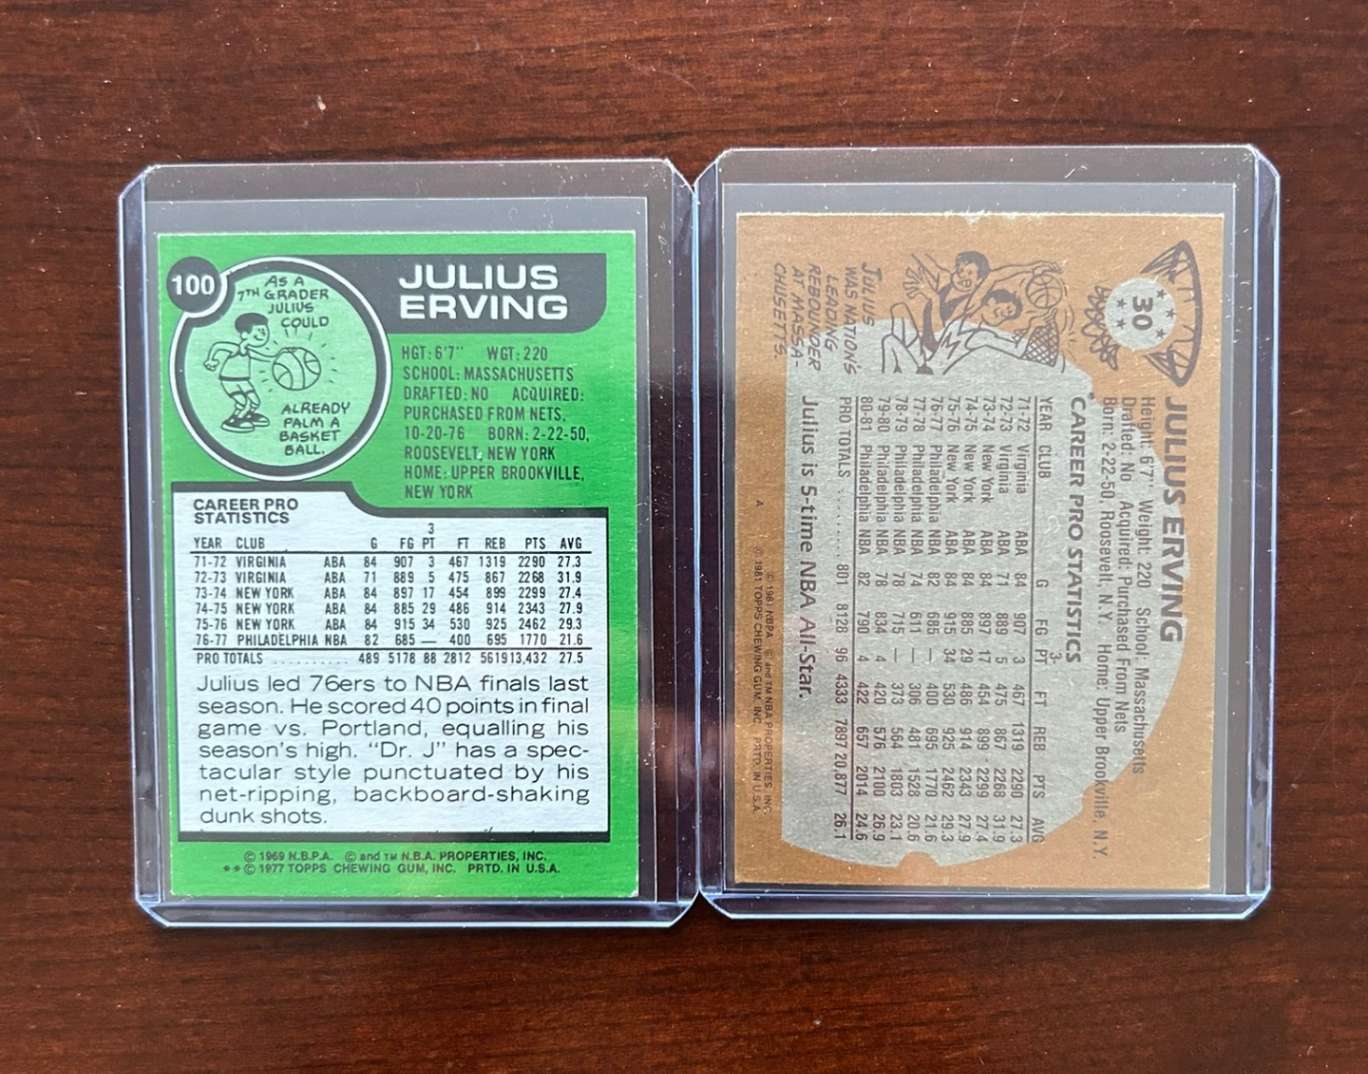 100
AS A
7TH GRADER
JULIUS
COULD
ALREADY
PALM A
BASKET
BALL.
JULIUS
ERVING
HGT: 6'7" WGT: 220
SCHOOL: MASSACHUSETTS
DRAFTED: NO ACQUIRED:
PURCHASED FROM NETS,
10-20-76 BORN: 2-22-50,
ROOSEVELT, NEW YORK
HOME: UPPER BROOKVILLE,
NEW YORK
CAREER PRO
STATISTICS
YEAR CLUB G FG 3 PT FT REB PTS AVG
71-72 VIRGINIA ABA 84 907 3 467 1319 2290 27.3
72-73 VIRGINIA ABA 71 889 5 475 867 2268 31.9
73-74 NEW YORK ABA 84 897 17 454 899 2299 27.4
74-75 NEW YORK ABA 84 885 29 486 914 2343 27.9
75-76 NEW YORK ABA 84 915 34 530 925 2462 29.3
76-77 PHILADELPHIA NBA 82 685 — 400 695 1770 21.6
PRO TOTALS .......... 489 5178 88 2812 5619 13,432 27.5
Julius led 76ers to NBA finals last
season. He scored 40 points in final
game vs. Portland, equalling his
season's high. "Dr. J" has a spec-
tacular style punctuated by his
net-ripping, backboard-shaking
dunk shots.
© 1969 N.B.P.A. © and TM N.B.A. PROPERTIES, INC.
** © 1977 TOPPS CHEWING GUM, INC. PRTD. IN U.S.A.
30
JULIUS ERVING
Height: 6'7" Weight: 220 School: Massachusetts
Drafted: No Acquired: Purchased From Nets
Born: 2-22-50, Roosevelt, N.Y. Home: Upper Brookville, N.Y.
JULIUS
WAS NATION'S
LEADING
REBOUNDER
AT MASSA-
CHUSETTS.
CAREER PRO STATISTICS
YEAR CLUB G FG 3-PT FT REB PTS AVG
71-72 Virginia ABA 84 907 3 467 1319 2290 27.3
72-73 Virginia ABA 71 889 5 475 867 2268 31.9
73-74 New York ABA 84 897 17 454 899 2299 27.4
74-75 New York ABA 84 885 29 486 914 2343 27.9
75-76 New York ABA 84 915 34 530 925 2462 29.3
76-77 Philadelphia NBA 82 685 — 400 695 1770 21.6
77-78 Philadelphia NBA 74 611 — 306 481 1528 20.6
78-79 Philadelphia NBA 78 715 — 373 564 1803 23.1
79-80 Philadelphia NBA 78 834 4 420 576 2100 26.9
80-81 Philadelphia NBA 82 790 4 422 657 2014 24.6
PRO TOTALS .......... 801 8128 96 4333 7897 20,877 26.1
Julius is 5-time NBA All-Star.
A © 1981 NBPA © and TM NBA PROPERTIES, INC.
© 1981 TOPPS CHEWING GUM, INC. PRTD. IN U.S.A.